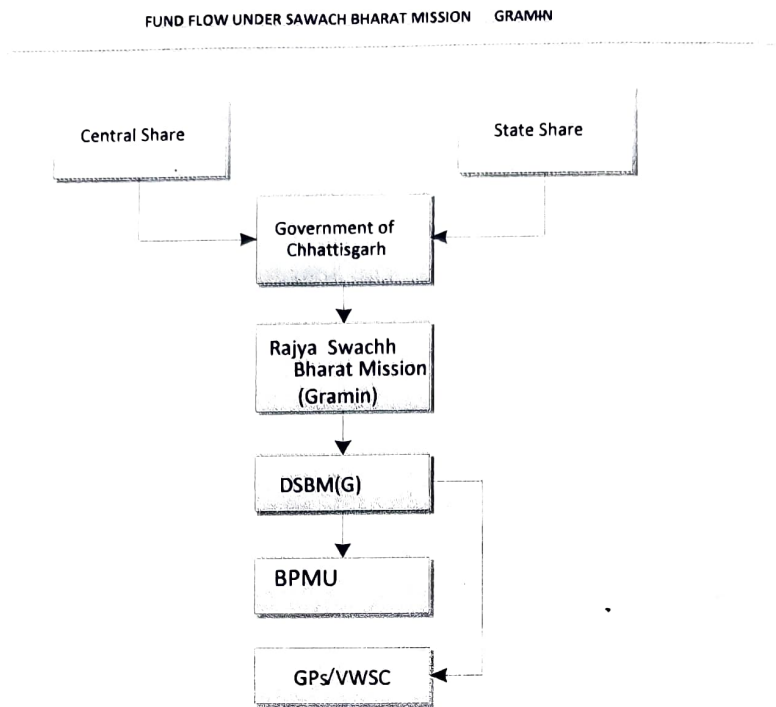 FUND FLOW UNDER SAWACH BHARAT MISSION GRAMIN
Central Share
State Share
Government of
Chhattisgarh
Rajya Swachh
Bharat Mission
(Gramin)
DSBM(G)
BPMU
GPs/VWSC